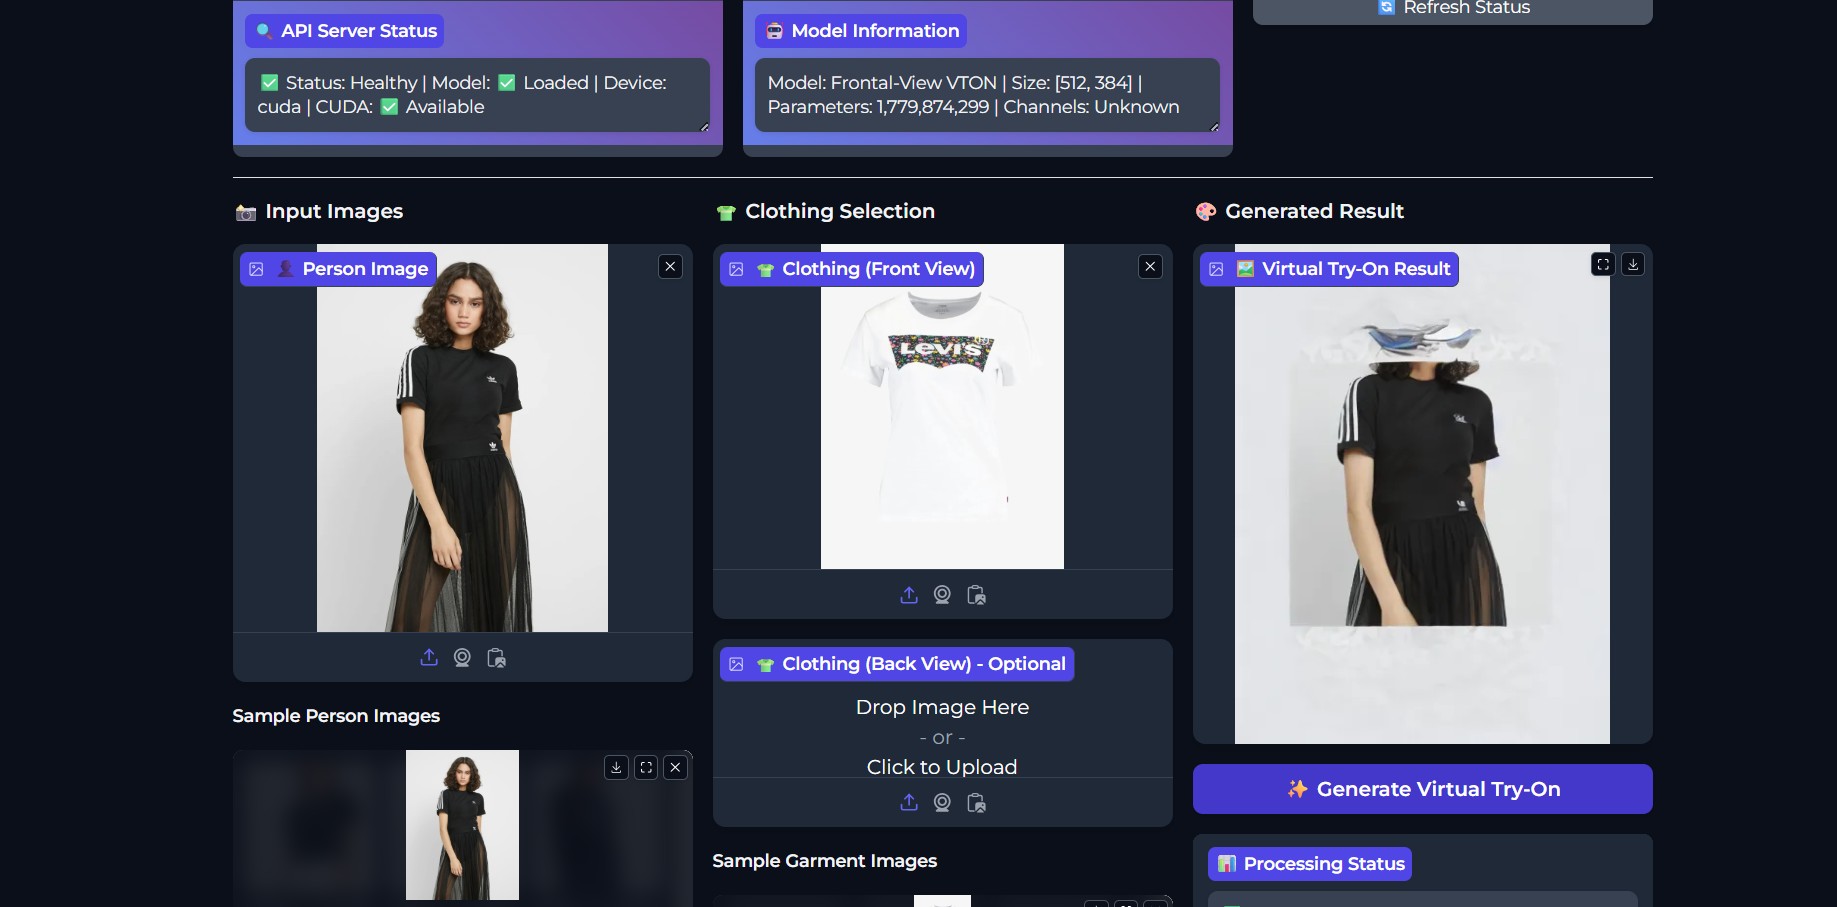 API Server Status
Status: Healthy | Model: Loaded | Device:
cuda | CUDA: Available
Model Information
Model: Frontal-View VTON | Size: [512, 384] |
Parameters: 1,779,874,299 | Channels: Unknown
Refresh Status
Input Images
Clothing Selection
Generated Result
Person Image
Clothing (Front View)
LEVI'S
Virtual Try-On Result
Clothing (Back View) - Optional
Drop Image Here
- or -
Click to Upload
Sample Person Images
Sample Garment Images
Generate Virtual Try-On
Processing Status